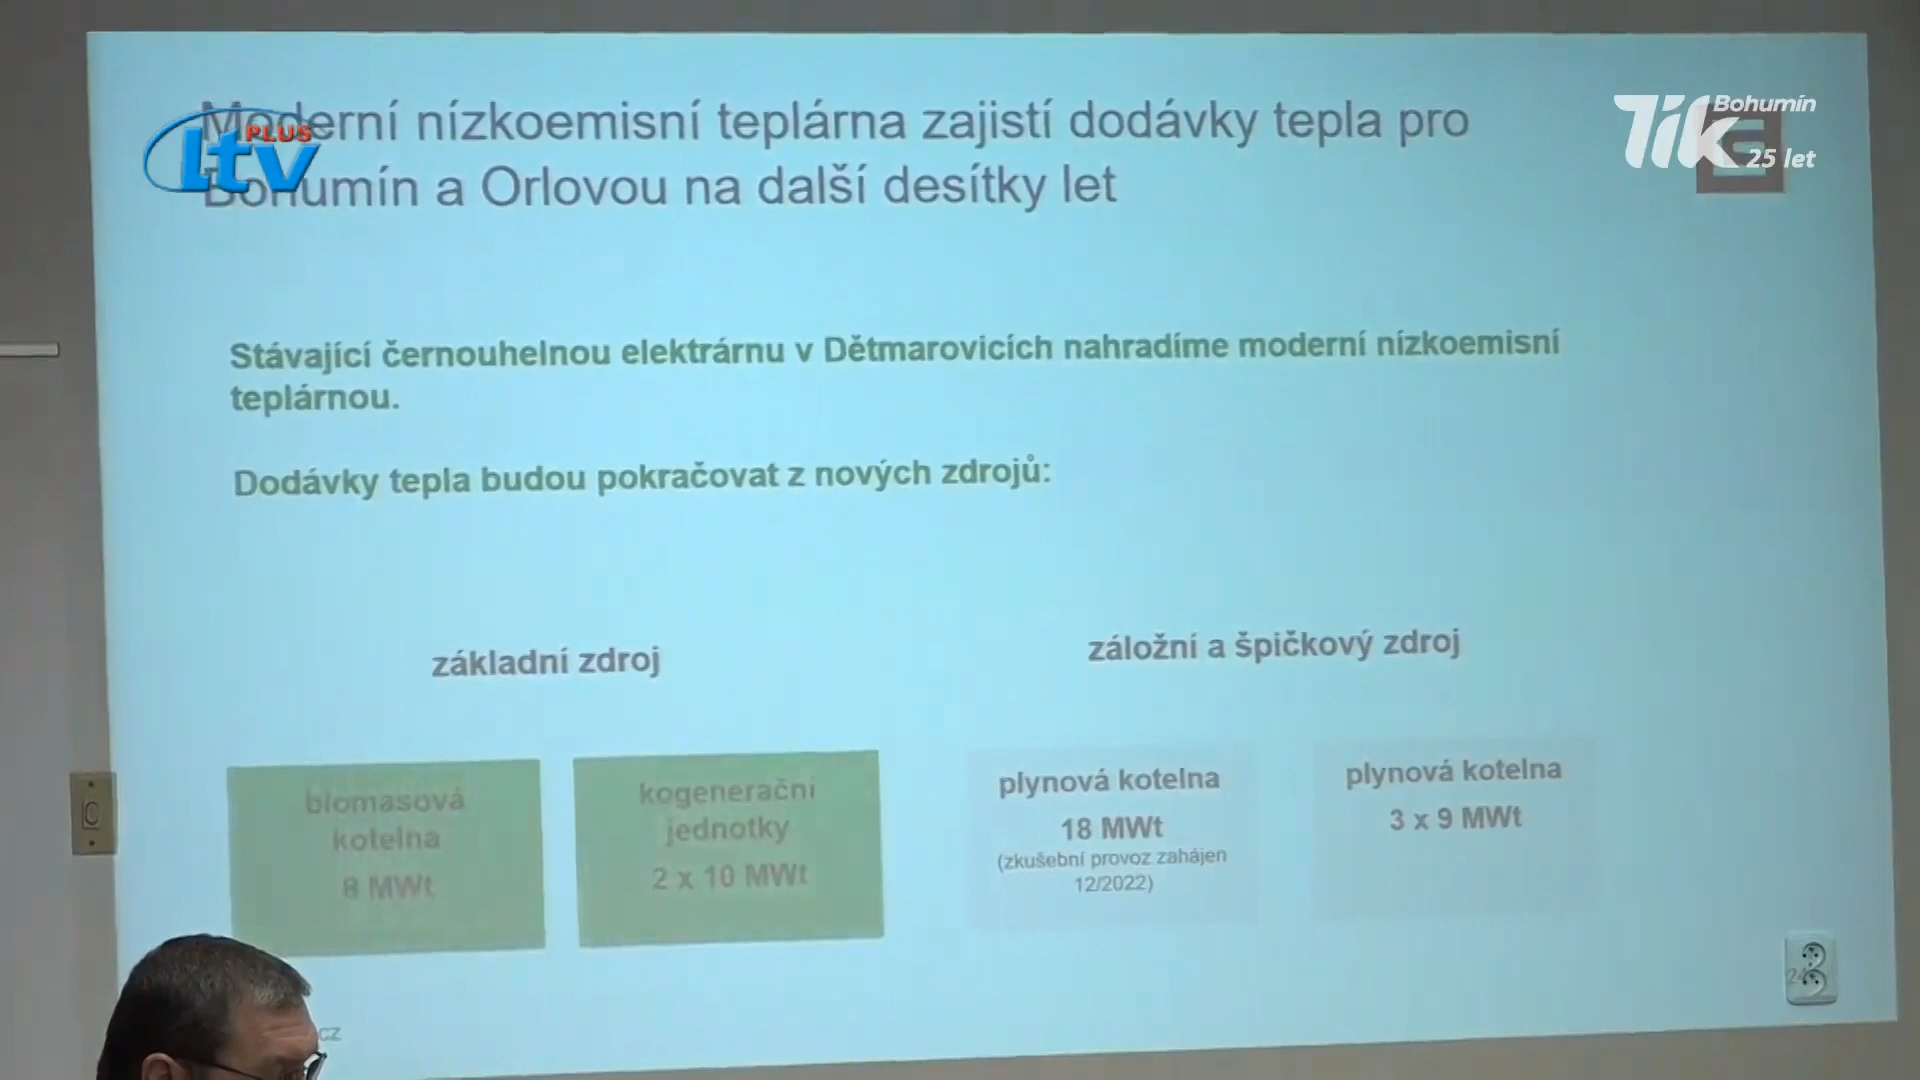 Moderní nízkoemisní teplárna zajistí dodávky tepla pro
Bohumín a Orlovou na další desítky let
ltv PLUS
Tik Bohumín
25 let
Stávající černouhelnou elektrárnu v Dětmarovicích nahradíme moderní nízkoemisní
teplárnou.
Dodávky tepla budou pokračovat z nových zdrojů:
základní zdroj
záložní a špičkový zdroj
biomasová
kotelna
8 MWt
kogenerační
jednotky
2 x 10 MWt
plynová kotelna
18 MWt
(zkušební provoz zahájen
12/2022)
plynová kotelna
3 x 9 MWt
cz